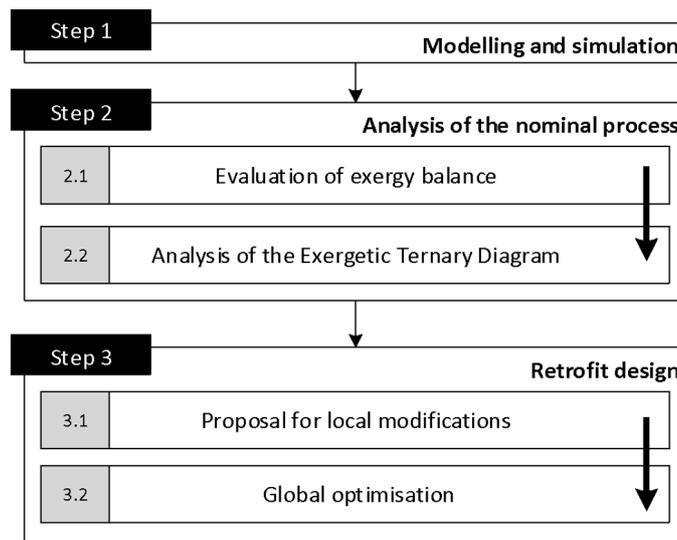 Step 1
Modelling and simulation
Step 2
Analysis of the nominal process
2.1
Evaluation of exergy balance
2.2
Analysis of the Exergetic Ternary Diagram
Step 3
Retrofit design
3.1
Proposal for local modifications
3.2
Global optimisation